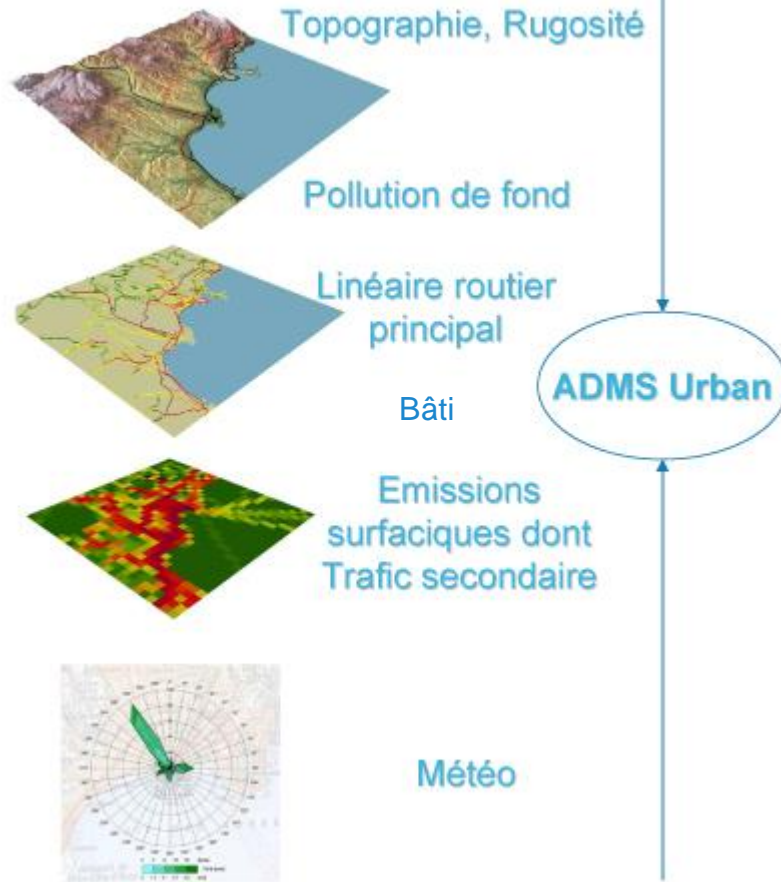 Topographie, Rugosité
Pollution de fond
Linéaire routier
principal
ADMS Urban
Bâti
Emissions
surfaciques dont
Trafic secondaire
Météo